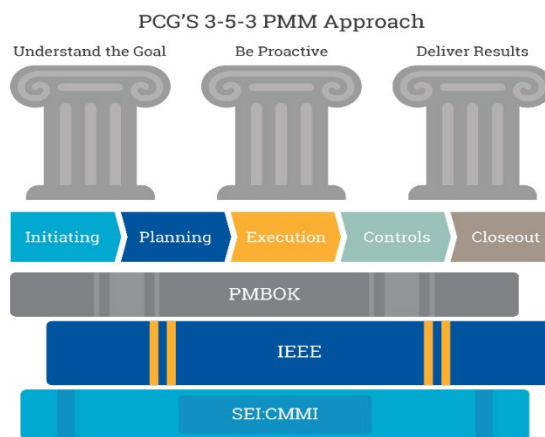 PCG'S 3-5-3 PMM Approach
Understand the Goal
Be Proactive
Deliver Results
Initiating
Planning
Execution
Controls
Closeout
PMBOK
IEEE
SEI:CMMI